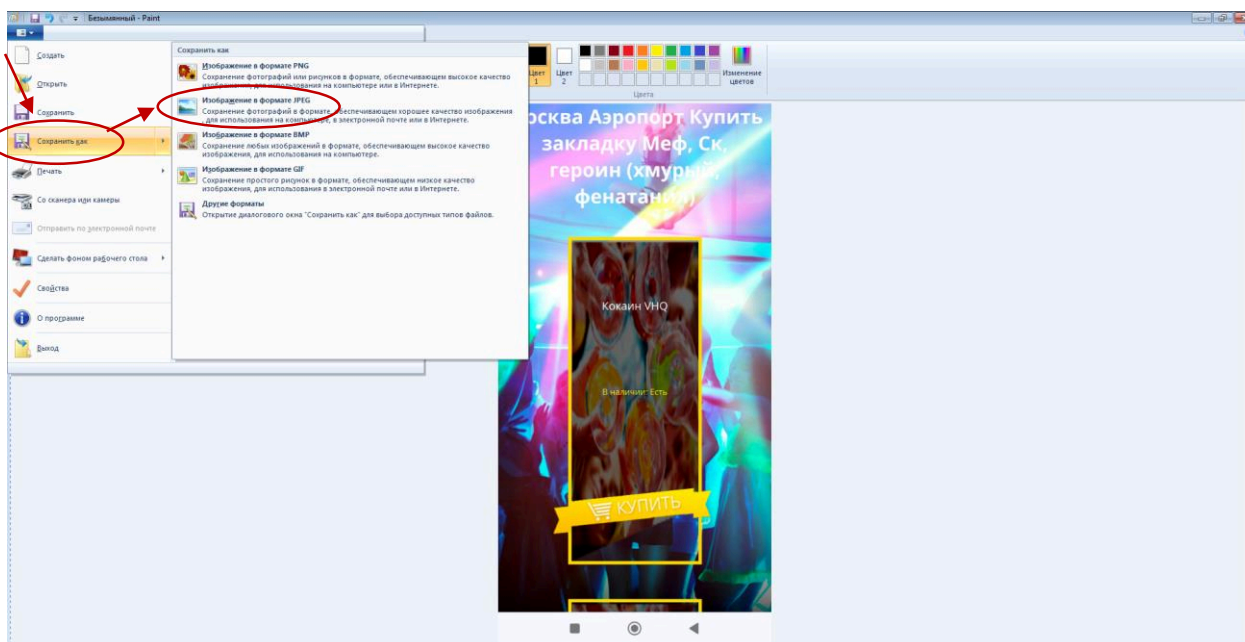 Безымянный - Paint
Создать
Открыть
Сохранить
Сохранить как
Печать
Со сканера или камеры
Отправить по электронной почте
Сделать фоном рабочего стола
Свойства
О программе
Выход
Сохранить как
Изображение в формате PNG
Сохранение фотографий или рисунков в формате, обеспечивающем высокое качество
изображения, для использования на компьютере или в Интернете.
Изображение в формате JPEG
Сохранение фотографий в формате, обеспечивающем хорошее качество изображения
, для использования на компьютере, в электронной почте или в Интернете.
Изображение в формате BMP
Сохранение любых изображений в формате, обеспечивающем высокое качество
изображения, для использования на компьютере.
Изображение в формате GIF
Сохранение простого рисунок в формате, обеспечивающем низкое качество
изображения, для использования в электронной почте или в Интернете.
Другие форматы
Открытие диалогового окна "Сохранить как" для выбора доступных типов файлов.
Цвет
1
Цвет
2
Изменение
цветов
Цвета
осква Аэропорт Купить
закладку Меф, Ск,
героин (хмурый,
фенатанил)
Кокаин VHQ
В наличии: Есть
КУПИТЬ